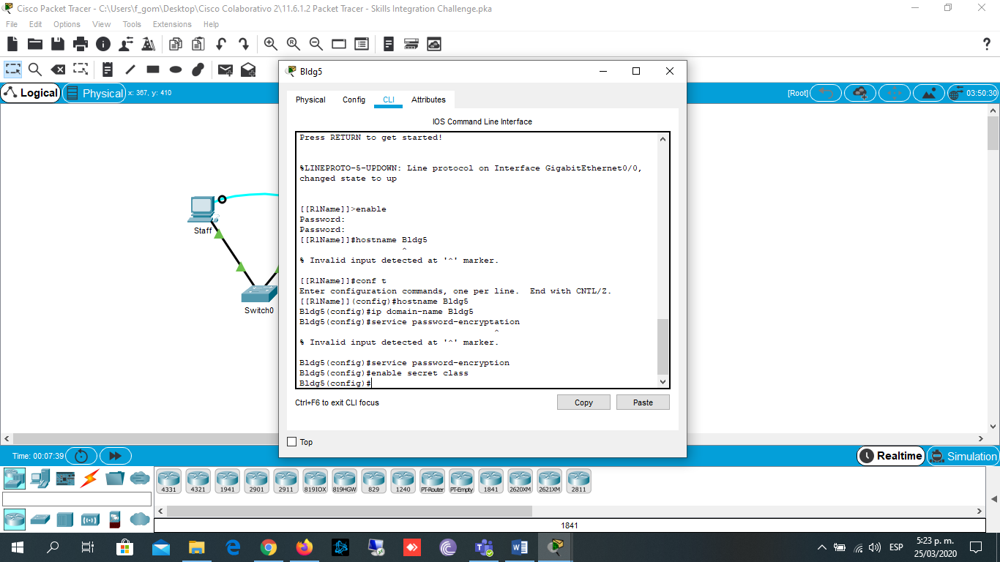 Cisco Packet Tracer - C:\Users\f_gom\Desktop\Cisco Colaborativo 2\11.6.1.2 Packet Tracer - Skills Integration Challenge.pka
File Edit Options View Tools Extensions Help
?
Logical Physical x: 367, y: 410
[Root] 03:50:30
Bldg5
Physical Config CLI Attributes
IOS Command Line Interface
Press RETURN to get started!
%LINEPROTO-5-UPDOWN: Line protocol on Interface GigabitEthernet0/0,
changed state to up
[[R1Name]]>enable
Password:
Password:
[[R1Name]]#hostname Bldg5
^
% Invalid input detected at '^' marker.
[[R1Name]]#conf t
Enter configuration commands, one per line.  End with CNTL/Z.
[[R1Name]](config)#hostname Bldg5
Bldg5(config)#ip domain-name Bldg5
Bldg5(config)#service password-encryptation
^
% Invalid input detected at '^' marker.
Bldg5(config)#service password-encryption
Bldg5(config)#enable secret class
Bldg5(config)#
Ctrl+F6 to exit CLI focus
Copy Paste
Top
Staff
Switch0
Time: 00:07:39
Realtime Simulation
4331 4321 1941 2901 2911 819IOX 819HGW 829 1240 PT-Router PT-Empty 1841 2620XM 2621XM 2811
1841
ESP
5:23 p. m.
25/03/2020